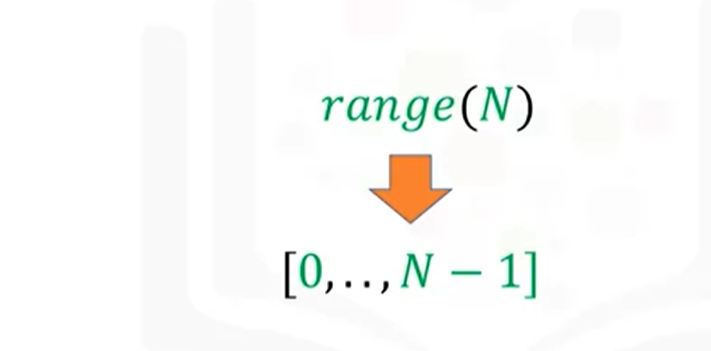 range(N)
[0,..,N − 1]